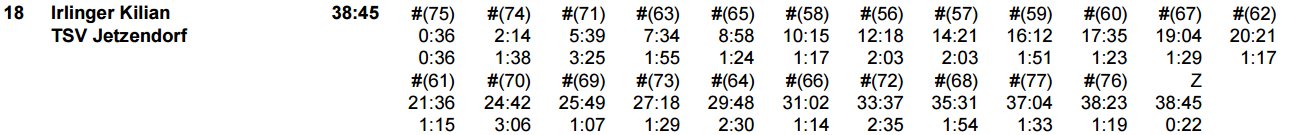 18 Irlinger Kilian 38:45 #(75) #(74) #(71) #(63) #(65) #(58) #(56) #(57) #(59) #(60) #(67) #(62)
TSV Jetzendorf 0:36 2:14 5:39 7:34 8:58 10:15 12:18 14:21 16:12 17:35 19:04 20:21
0:36 1:38 3:25 1:55 1:24 1:17 2:03 2:03 1:51 1:23 1:29 1:17
#(61) #(70) #(69) #(73) #(64) #(66) #(72) #(68) #(77) #(76) Z
21:36 24:42 25:49 27:18 29:48 31:02 33:37 35:31 37:04 38:23 38:45
1:15 3:06 1:07 1:29 2:30 1:14 2:35 1:54 1:33 1:19 0:22